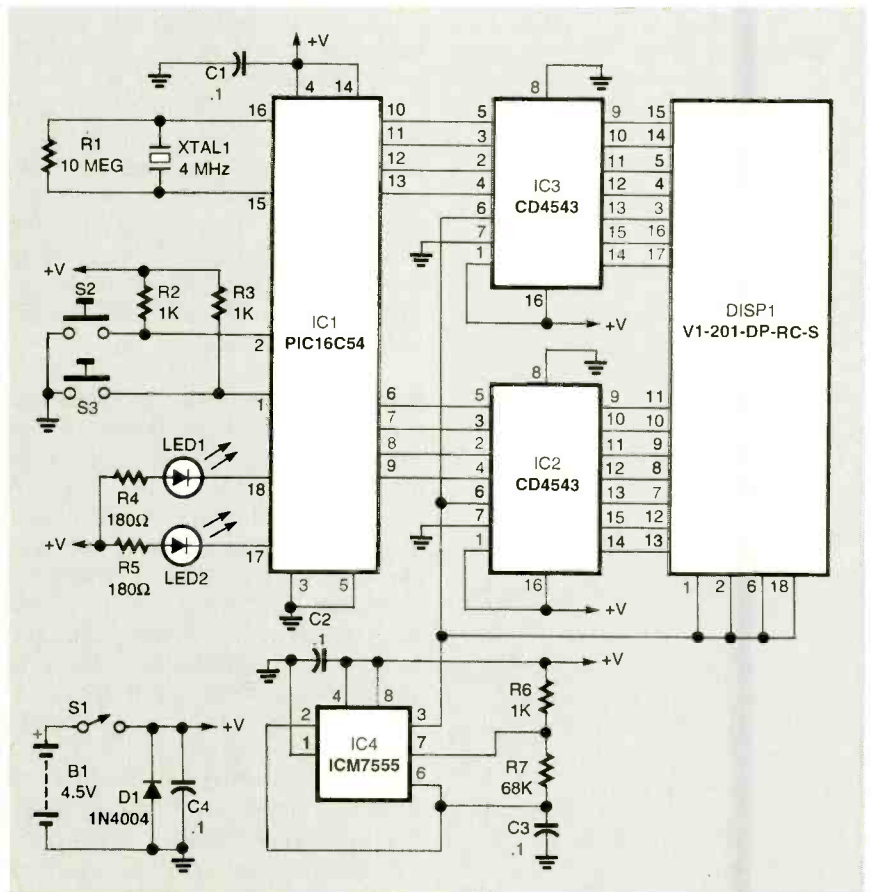 +V
C1
.1
4 14
8
16
10
5
9
15
R1
10 MEG
XTAL1
4 MHz
11
3
10
14
12
2
11
5
13
4
IC3
CD4543
12
4
15
6
13
3
7
15
16
1
14
17
+V
S2
R2
1K
R3
1K
16
+V
IC1
PIC16C54
DISP1
V1-201-DP-RC-S
2
8
S3
1
6
5
9
11
7
3
10
10
LED1
8
2
11
9
9
4
IC2
CD4543
12
8
R4
180Ω
18
6
13
7
7
15
12
+V
1
14
13
R5
180Ω
LED2
17
3 5
16
+V
1 2 6 18
C2
.1
+V
4 8
R6
1K
S1
+V
2
3
+
1
IC4
ICM7555
7
B1
4.5V
6
R7
68K
D1
1N4004
C4
.1
C3
.1